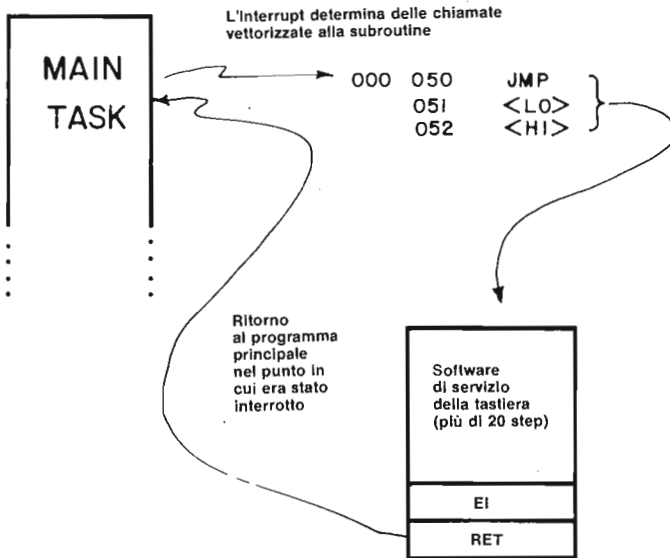 L'Interrupt determina delle chiamate
vettorizzate alla subroutine
MAIN
TASK
000 050 JMP
051 <LO>
052 <HI>
Ritorno
al programma
principale
nel punto in
cui era stato
interrotto
Software
di servizio
della tastiera
(più di 20 step)
EI
RET